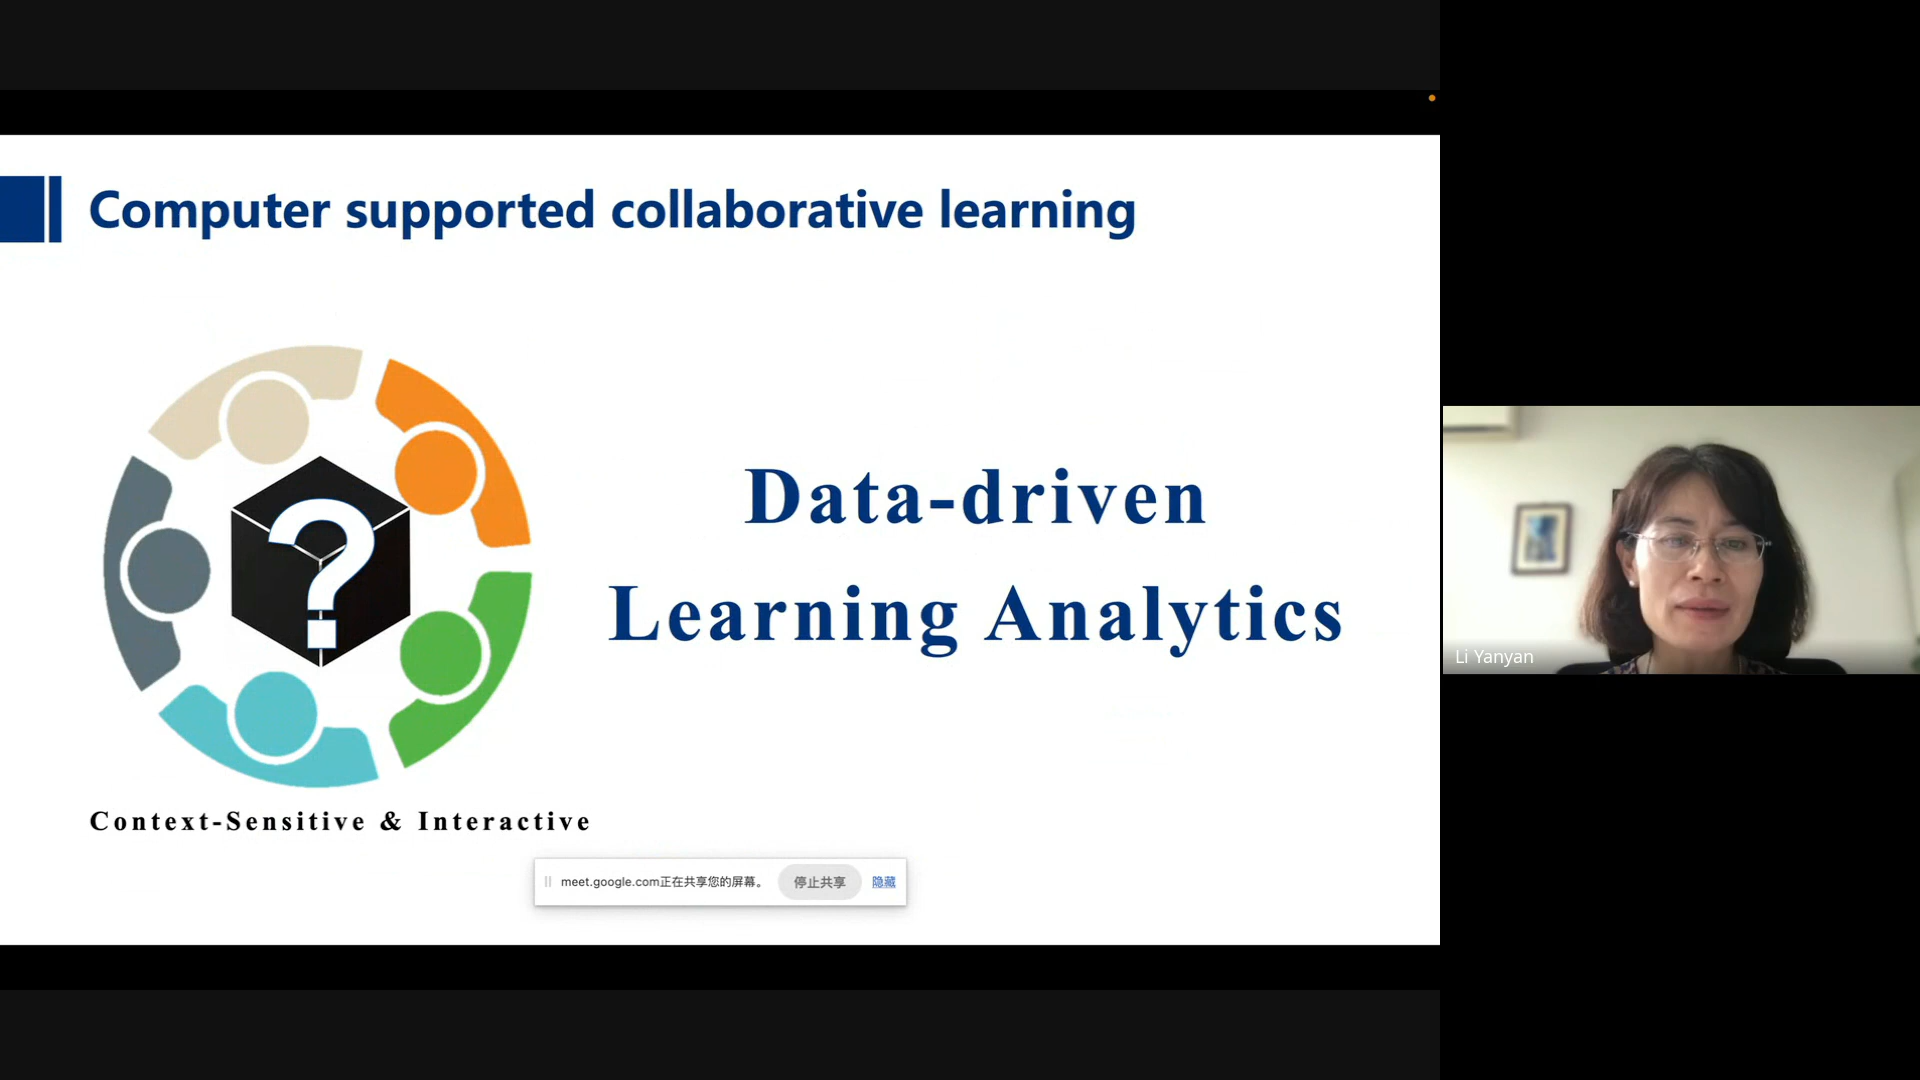 Computer supported collaborative learning
?
Data-driven
Learning Analytics
Context-Sensitive & Interactive
meet.google.com正在共享您的屏幕。 停止共享 隐藏
Li Yanyan